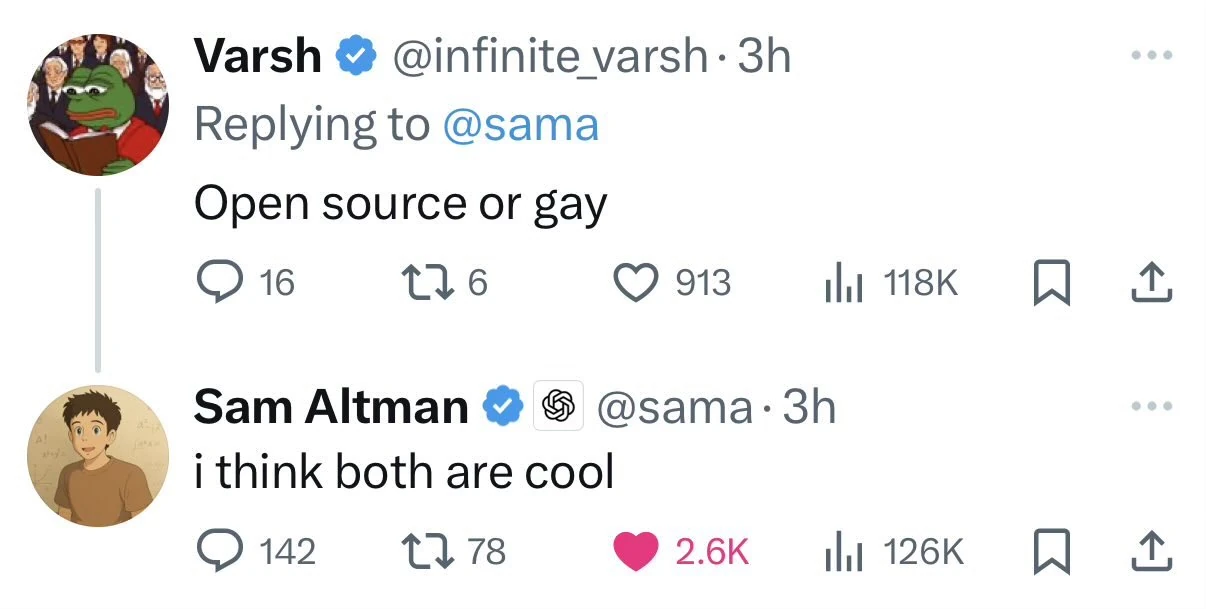 Varsh @infinite_varsh · 3h
Replying to @sama
Open source or gay
16 6 913 118K
Sam Altman @sama · 3h
i think both are cool
142 78 2.6K 126K